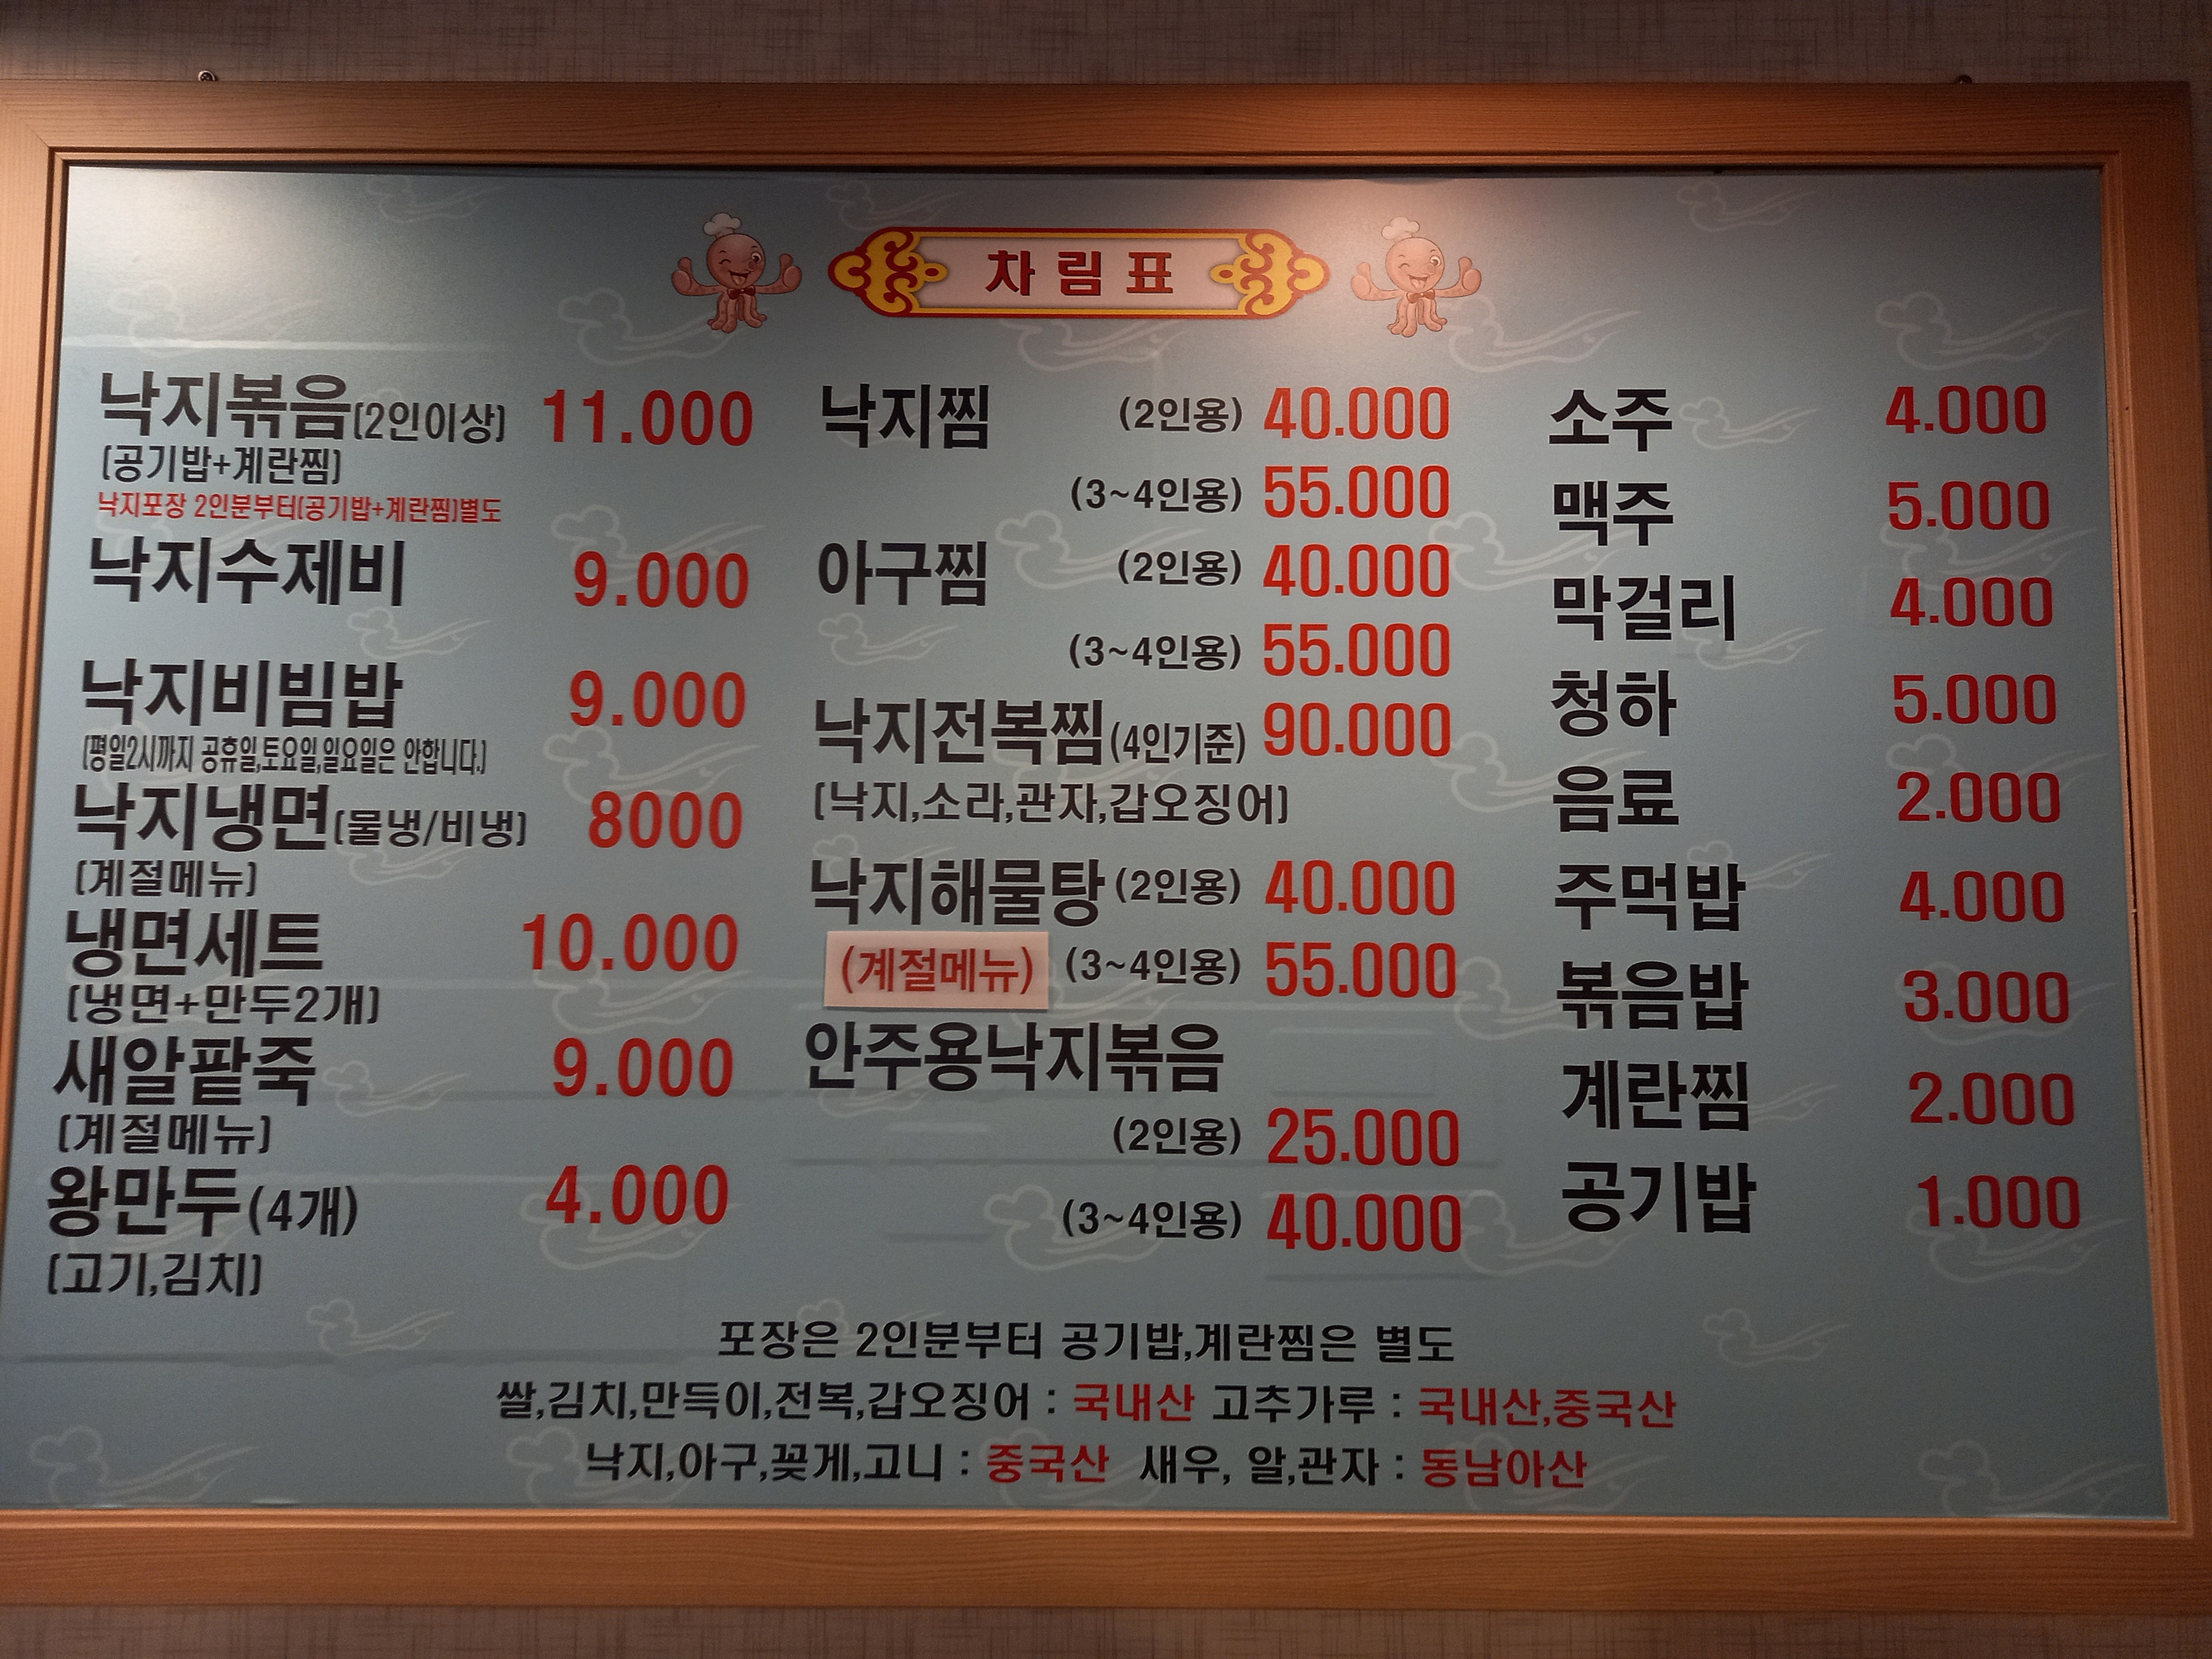 차림표
낙지볶음(2인이상) 11.000
(공기밥+계란찜)
낙지포장 2인분부터(공기밥+계란찜)별도
낙지수제비 9.000
낙지비빔밥 9.000
(평일2시까지 공휴일,토요일,일요일은 안합니다.)
낙지냉면(물냉/비냉) 8000
(계절메뉴)
냉면세트 10.000
(냉면+만두2개)
새알팥죽 9.000
(계절메뉴)
왕만두(4개) 4.000
(고기,김치)
낙지찜 (2인용) 40.000
(3~4인용) 55.000
아구찜 (2인용) 40.000
(3~4인용) 55.000
낙지전복찜(4인기준) 90.000
(낙지,소라,관자,갑오징어)
낙지해물탕 (2인용) 40.000
(계절메뉴) (3~4인용) 55.000
안주용낙지볶음
(2인용) 25.000
(3~4인용) 40.000
소주 4.000
맥주 5.000
막걸리 4.000
청하 5.000
음료 2.000
주먹밥 4.000
볶음밥 3.000
계란찜 2.000
공기밥 1.000
포장은 2인분부터 공기밥,계란찜은 별도
쌀,김치,만득이,전복,갑오징어 : 국내산 고추가루 : 국내산,중국산
낙지,아구,꽃게,고니 : 중국산 새우, 알,관자 : 동남아산